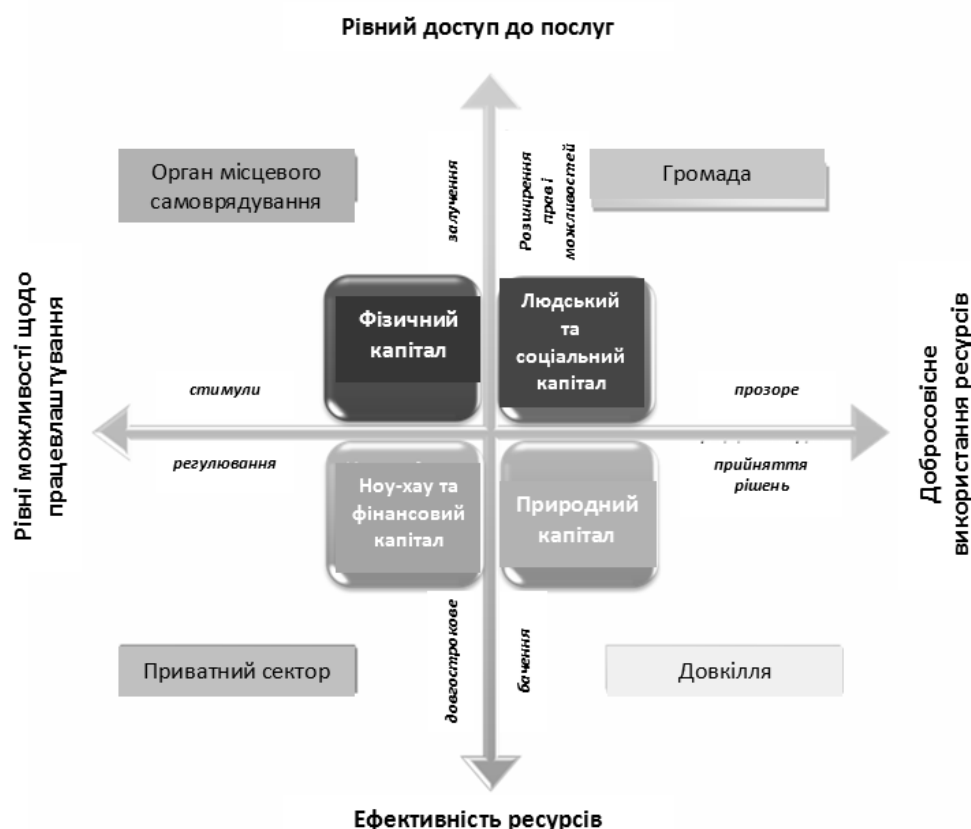 Рівний доступ до послуг
Орган місцевого
самоврядування
залучення
Розширення
прав і
можливостей
Громада
Рівні можливості щодо
працевлаштування
Фізичний
капітал
Людський
та
соціальний
капітал
Добросовісне
використання ресурсів
стимули
прозоре
регулювання
прийняття
рішень
Ноу-хау та
фінансовий
капітал
Природний
капітал
Приватний сектор
довгострокове
бачення
Довкілля
Ефективність ресурсів